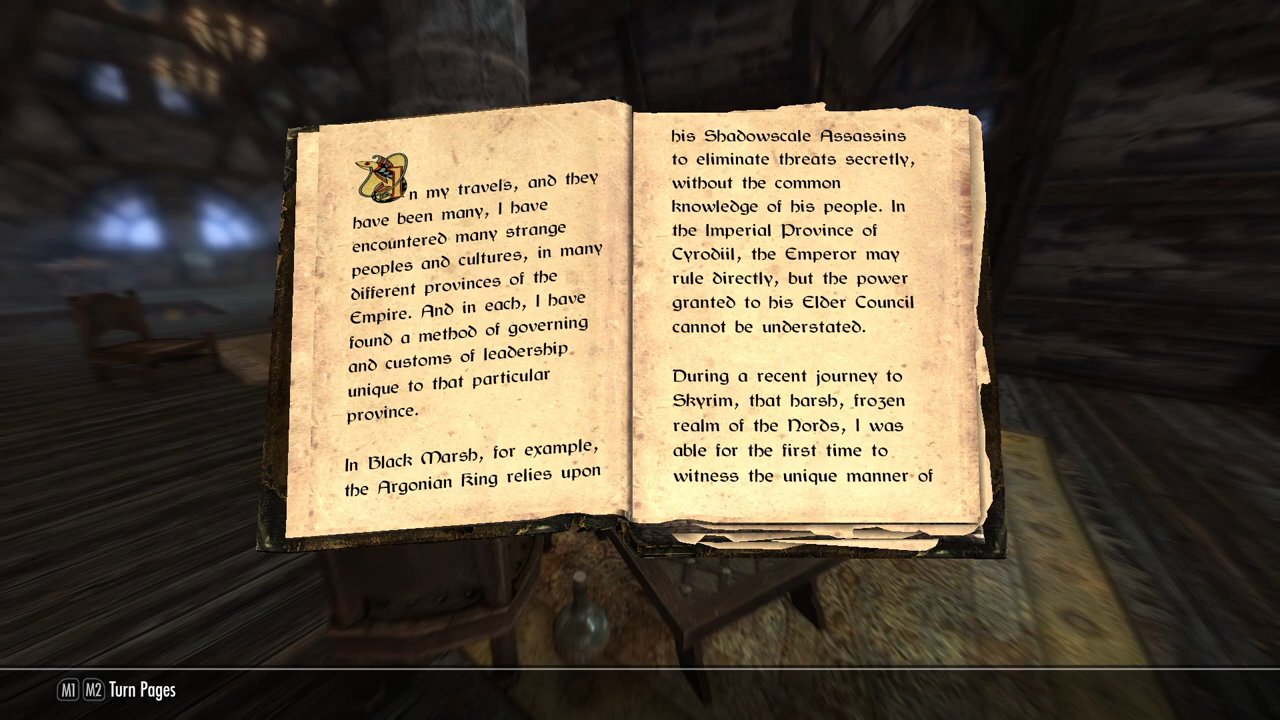 In my travels, and they
have been many, I have
encountered many strange
peoples and cultures, in many
different provinces of the
Empire. And in each, I have
found a method of governing
and customs of leadership
unique to that particular
province.
In Black Marsh, for example,
the Argonian King relies upon
his Shadowscale Assassins
to eliminate threats secretly,
without the common
knowledge of his people. In
the Imperial Province of
Cyrodiil, the Emperor may
rule directly, but the power
granted to his Elder Council
cannot be understated.
During a recent journey to
Skyrim, that harsh, frozen
realm of the Nords, I was
able for the first time to
witness the unique manner of
M1 M2 Turn Pages